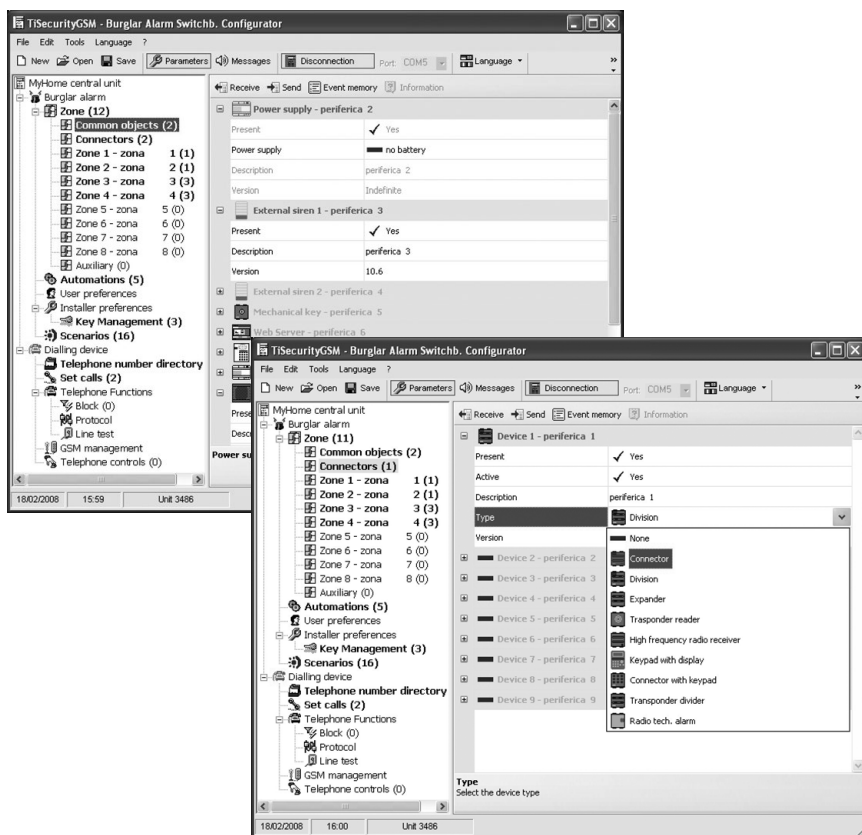 TiSecurityGSM - Burglar Alarm Switchb. Configurator
File Edit Tools Language ?
New Open Save Parameters Messages Disconnection Port: COM5 Language »
MyHome central unit
Burglar alarm
Zone (12)
Common objects (2)
Connectors (2)
Zone 1 - zona 1 (1)
Zone 2 - zona 2 (1)
Zone 3 - zona 3 (3)
Zone 4 - zona 4 (3)
Zone 5 - zona 5 (0)
Zone 6 - zona 6 (0)
Zone 7 - zona 7 (0)
Zone 8 - zona 8 (0)
Auxiliary (0)
Automations (5)
User preferences
Installer preferences
Key Management (3)
Scenarios (16)
Dialling device
Telephone number directory
Set calls (2)
Telephone Functions
Block (0)
Protocol
Line test
GSM management
Telephone controls (0)
Receive Send Event memory Information
Power supply - periferica 2
Present Yes
Power supply no battery
Description periferica 2
Version Indefinite
External siren 1 - periferica 3
Present Yes
Description periferica 3
Version 10.6
External siren 2 - periferica 4
Mechanical key - periferica 5
Web Server - periferica 6
Prese
Descr
Power su
18/02/2008 15:59 Unit 3486
TiSecurityGSM - Burglar Alarm Switchb. Configurator
File Edit Tools Language ?
New Open Save Parameters Messages Disconnection Port: COM5 Language »
MyHome central unit
Burglar alarm
Zone (11)
Common objects (2)
Connectors (1)
Zone 1 - zona 1 (1)
Zone 2 - zona 2 (1)
Zone 3 - zona 3 (3)
Zone 4 - zona 4 (3)
Zone 5 - zona 5 (0)
Zone 6 - zona 6 (0)
Zone 7 - zona 7 (0)
Zone 8 - zona 8 (0)
Auxiliary (0)
Automations (5)
User preferences
Installer preferences
Key Management (3)
Scenarios (16)
Dialling device
Telephone number directory
Set calls (2)
Telephone Functions
Block (0)
Protocol
Line test
GSM management
Telephone controls (0)
Receive Send Event memory Information
Device 1 - periferica 1
Present Yes
Active Yes
Description periferica 1
Type Division
Version
None
Connector
Division
Expander
Trasponder reader
High frequency radio receiver
Keypad with display
Connector with keypad
Transponder divider
Radio tech. alarm
Device 2 - periferica 2
Device 3 - periferica 3
Device 4 - periferica 4
Device 5 - periferica 5
Device 6 - periferica 6
Device 7 - periferica 7
Device 8 - periferica 8
Device 9 - periferica 9
Type
Select the device type
18/02/2008 16:00 Unit 3486